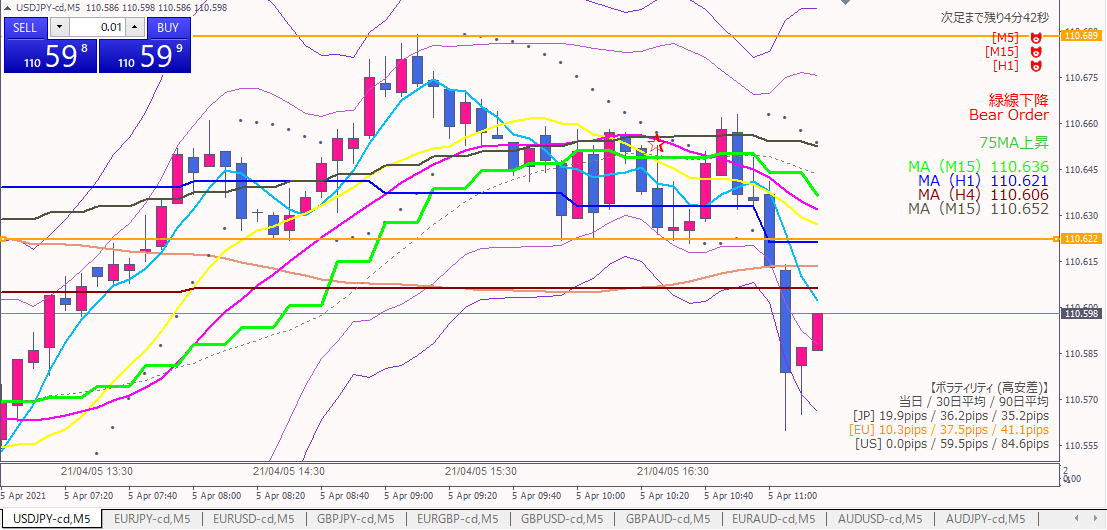 USDJPY-cd,M5 110.586 110.598 110.586 110.598
SELL 0.01 BUY
110 59 8 110 59 9
次足まで残り4分42秒
[M5]
[M15]
[H1]
緑線下降
Bear Order
75MA上昇
MA (M15) 110.636
MA (H1) 110.621
MA (H4) 110.606
MA (M15) 110.652
【ボラティリティ(高安差)】
当日 / 30日平均 / 90日平均
[JP] 19.9pips / 36.2pips / 35.2pips
[EU] 10.3pips / 37.5pips / 41.1pips
[US] 0.0pips / 59.5pips / 84.6pips
110.689
110.675
110.660
110.645
110.630
110.622
110.615
110.600
110.598
110.585
110.570
110.555
21/04/05 13:30 21/04/05 14:30 21/04/05 15:30 21/04/05 16:30
5 Apr 2021 5 Apr 07:20 5 Apr 07:40 5 Apr 08:00 5 Apr 08:20 5 Apr 08:40 5 Apr 09:00 5 Apr 09:20 5 Apr 09:40 5 Apr 10:00 5 Apr 10:20 5 Apr 10:40 5 Apr 11:00
USDJPY-cd,M5 EURJPY-cd,M5 EURUSD-cd,M5 GBPJPY-cd,M5 EURGBP-cd,M5 GBPUSD-cd,M5 GBPAUD-cd,M5 EURAUD-cd,M5 AUDUSD-cd,M5 AUDJPY-cd,M5